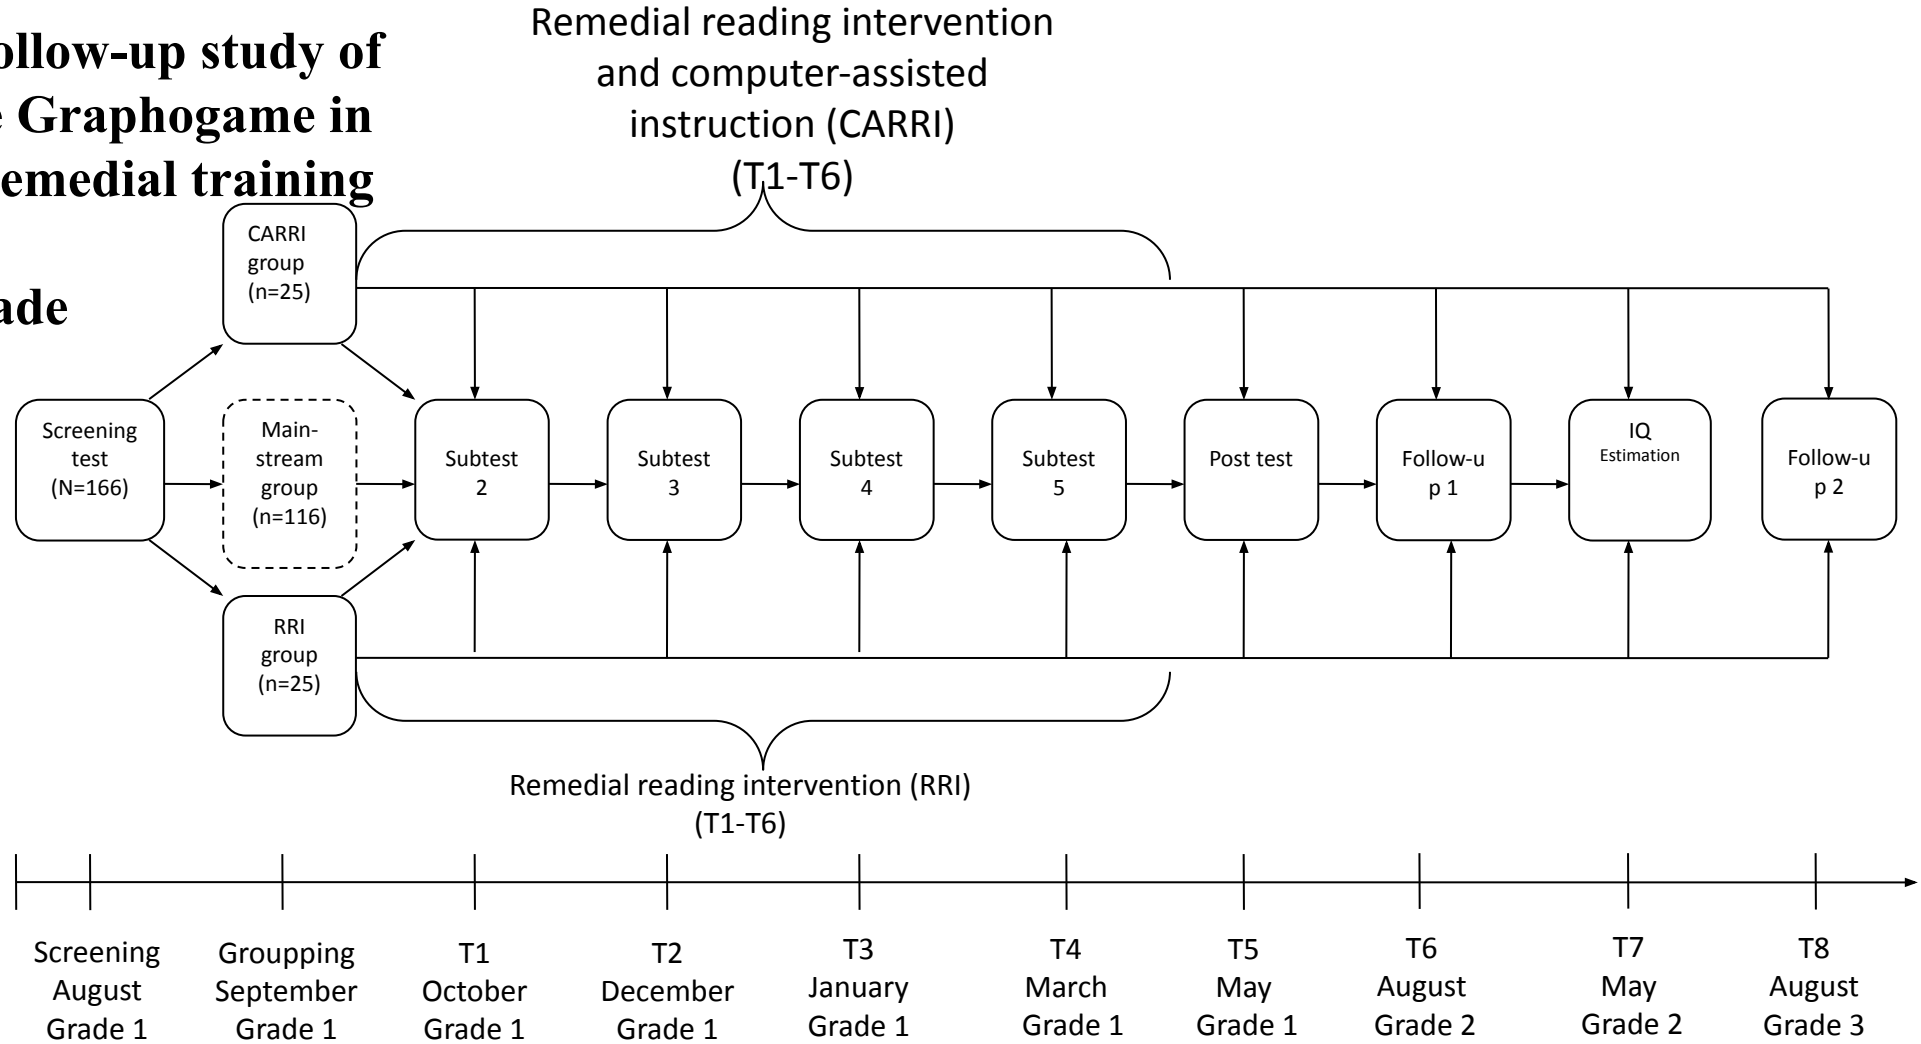 ollow-up study of
e Graphogame in
emedial training
ade
Remedial reading intervention
and computer-assisted
instruction (CARRI)
(T1-T6)
CARRI
group
(n=25)
Screening
test
(N=166)
Main-
stream
group
(n=116)
RRI
group
(n=25)
Subtest
2
Subtest
3
Subtest
4
Subtest
5
Post test
Follow-u
p 1
IQ
Estimation
Follow-u
p 2
Remedial reading intervention (RRI)
(T1-T6)
Screening
August
Grade 1
Groupping
September
Grade 1
T1
October
Grade 1
T2
December
Grade 1
T3
January
Grade 1
T4
March
Grade 1
T5
May
Grade 1
T6
August
Grade 2
T7
May
Grade 2
T8
August
Grade 3